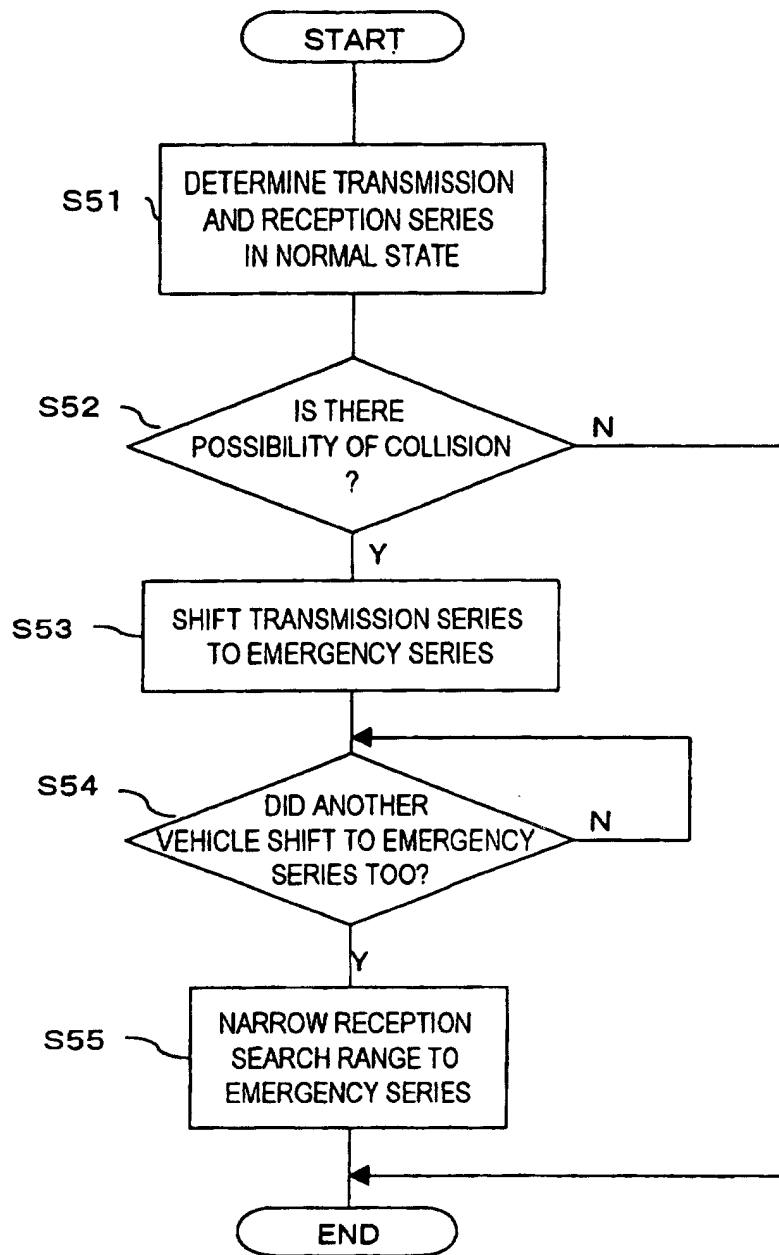 START
S51
DETERMINE TRANSMISSION
AND RECEPTION SERIES
IN NORMAL STATE
S52
IS THERE
POSSIBILITY OF COLLISION
?
N
Y
S53
SHIFT TRANSMISSION SERIES
TO EMERGENCY SERIES
S54
DID ANOTHER
VEHICLE SHIFT TO EMERGENCY
SERIES TOO?
N
Y
S55
NARROW RECEPTION
SEARCH RANGE TO
EMERGENCY SERIES
END